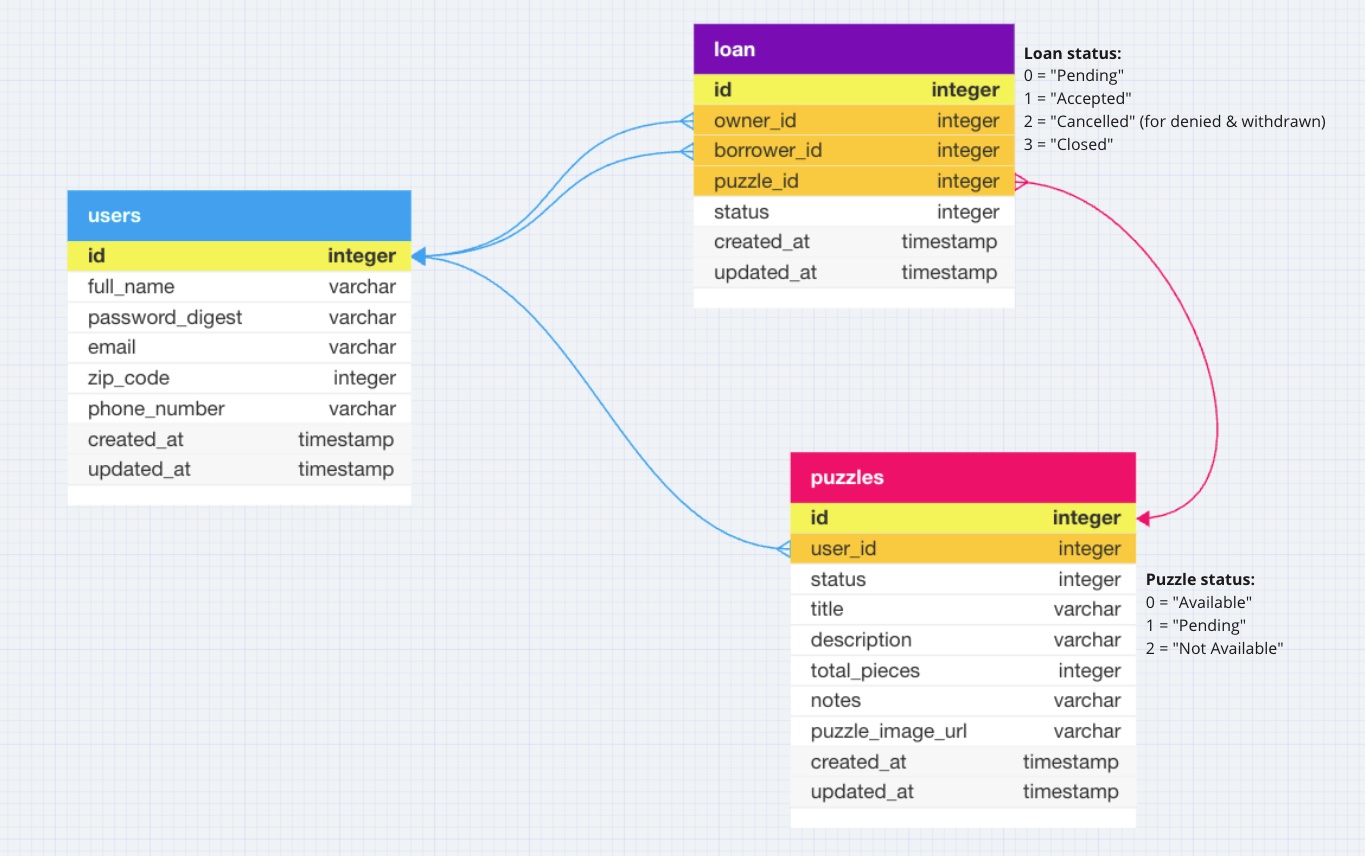 users
id integer
full_name varchar
password_digest varchar
email varchar
zip_code integer
phone_number varchar
created_at timestamp
updated_at timestamp
loan
id integer
owner_id integer
borrower_id integer
puzzle_id integer
status integer
created_at timestamp
updated_at timestamp
Loan status:
0 = "Pending"
1 = "Accepted"
2 = "Cancelled" (for denied & withdrawn)
3 = "Closed"
puzzles
id integer
user_id integer
status integer
title varchar
description varchar
total_pieces integer
notes varchar
puzzle_image_url varchar
created_at timestamp
updated_at timestamp
Puzzle status:
0 = "Available"
1 = "Pending"
2 = "Not Available"